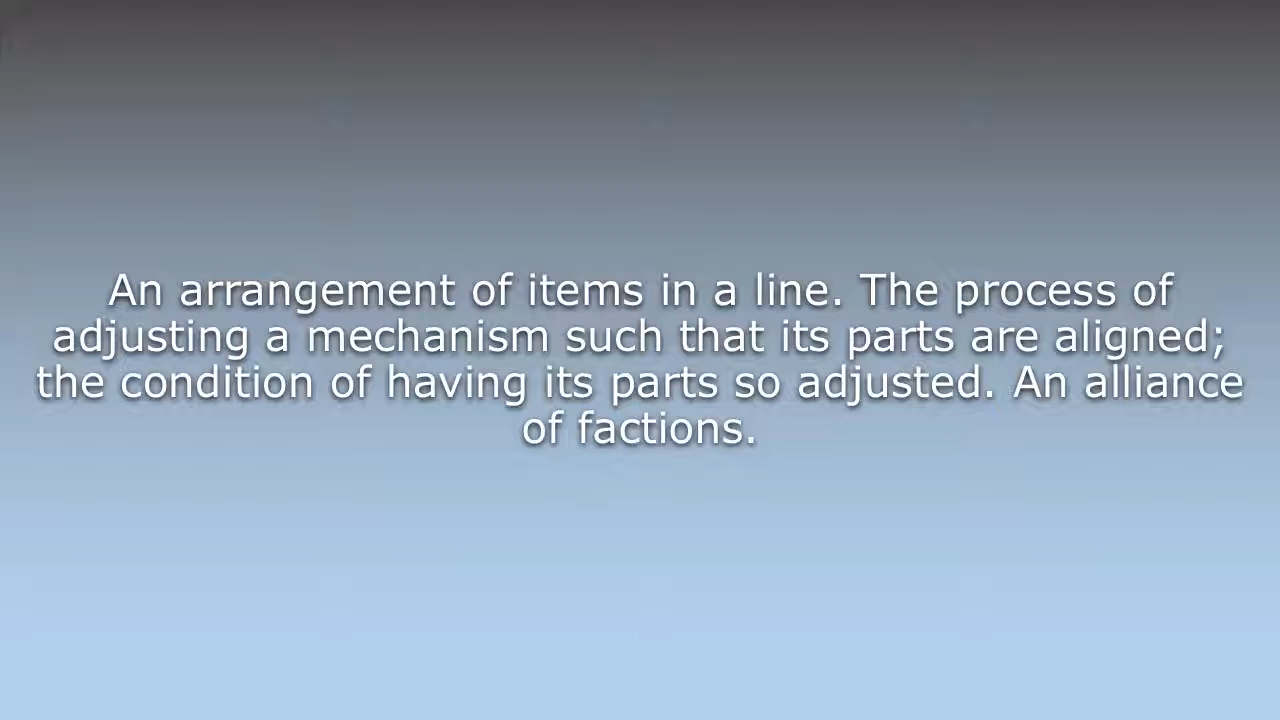 An arrangement of items in a line. The process of
adjusting a mechanism such that its parts are aligned;
the condition of having its parts so adjusted. An alliance
of factions.